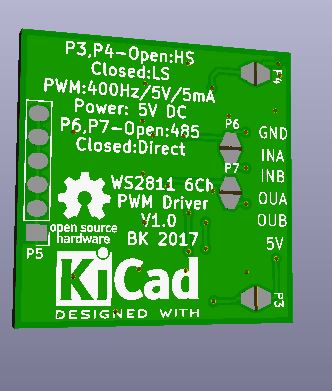 P3,P4-Open:HS
Closed:LS
PWM:400Hz/5V/5mA
Power: 5V DC
P6,P7-Open:485
Closed:Direct
P4
P6
P7
GND
INA
INB
OUA
OUB
5V
WS2811 6Ch
PWM Driver
V1.0
BK 2017
open source
hardware
P5
KiCad
DESIGNED WITH
P3